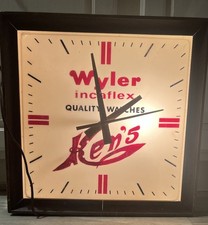 Wyler
incaflex
QUALITY WATCHES
Ken's